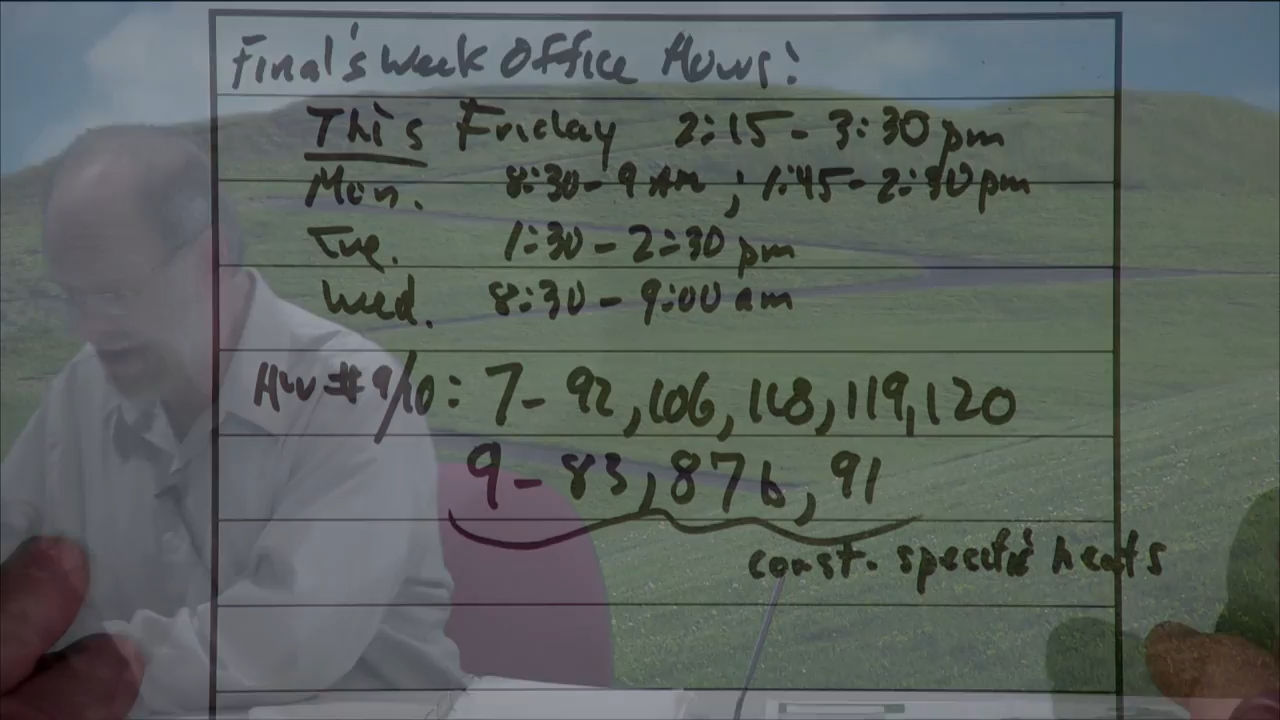 Final's Week Office Hours:
This Friday 2:15 - 3:30 pm
Mon. 8:30 - 9 AM ; 1:45 - 2:30 pm
Tue. 1:30 - 2:30 pm
Wed. 8:30 - 9:00 am
HW # 9/10: 7 - 92, 106, 118, 119, 120
9 - 83, 87b, 91
const. specific heats